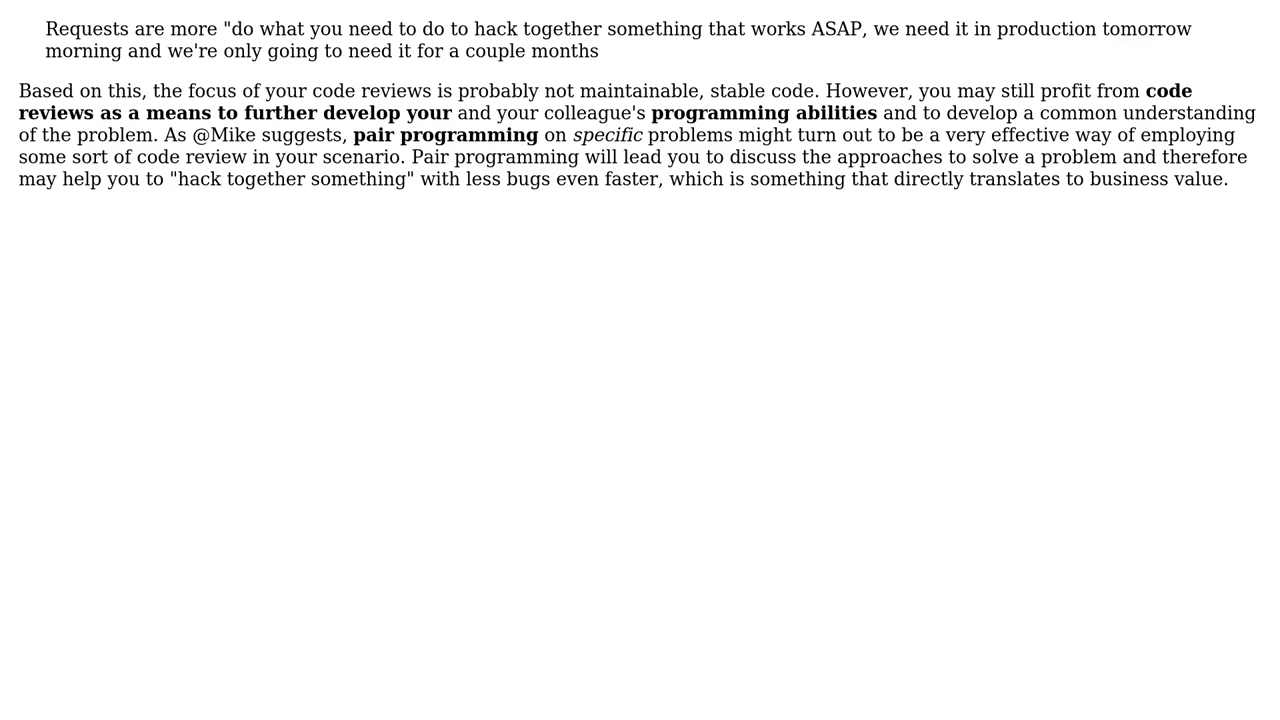 Requests are more "do what you need to do to hack together something that works ASAP, we need it in production tomorrow
morning and we're only going to need it for a couple months
Based on this, the focus of your code reviews is probably not maintainable, stable code. However, you may still profit from code
reviews as a means to further develop your and your colleague's programming abilities and to develop a common understanding
of the problem. As @Mike suggests, pair programming on specific problems might turn out to be a very effective way of employing
some sort of code review in your scenario. Pair programming will lead you to discuss the approaches to solve a problem and therefore
may help you to "hack together something" with less bugs even faster, which is something that directly translates to business value.